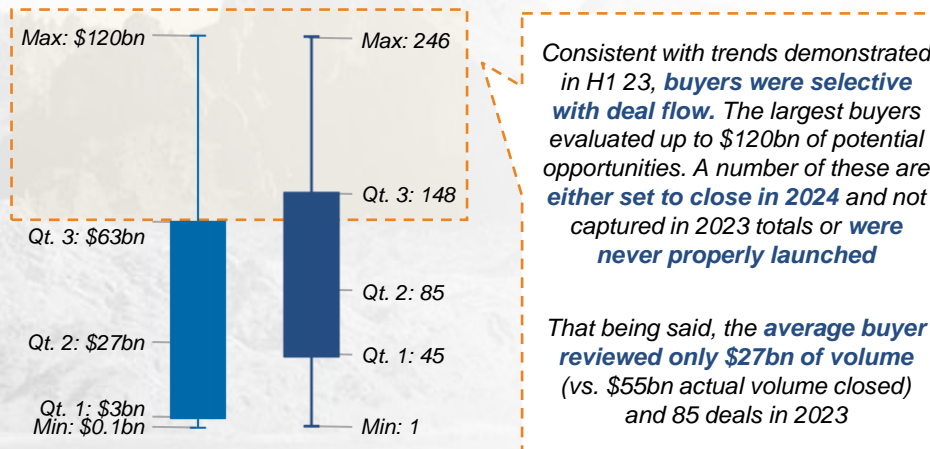 Max: $120bn
Qt. 3: $63bn
Qt. 2: $27bn
Qt. 1: $3bn
Min: $0.1bn
Max: 246
Qt. 3: 148
Qt. 2: 85
Qt. 1: 45
Min: 1
Consistent with trends demonstrated
in H1 23, buyers were selective
with deal flow. The largest buyers
evaluated up to $120bn of potential
opportunities. A number of these are
either set to close in 2024 and not
captured in 2023 totals or were
never properly launched
That being said, the average buyer
reviewed only $27bn of volume
(vs. $55bn actual volume closed)
and 85 deals in 2023